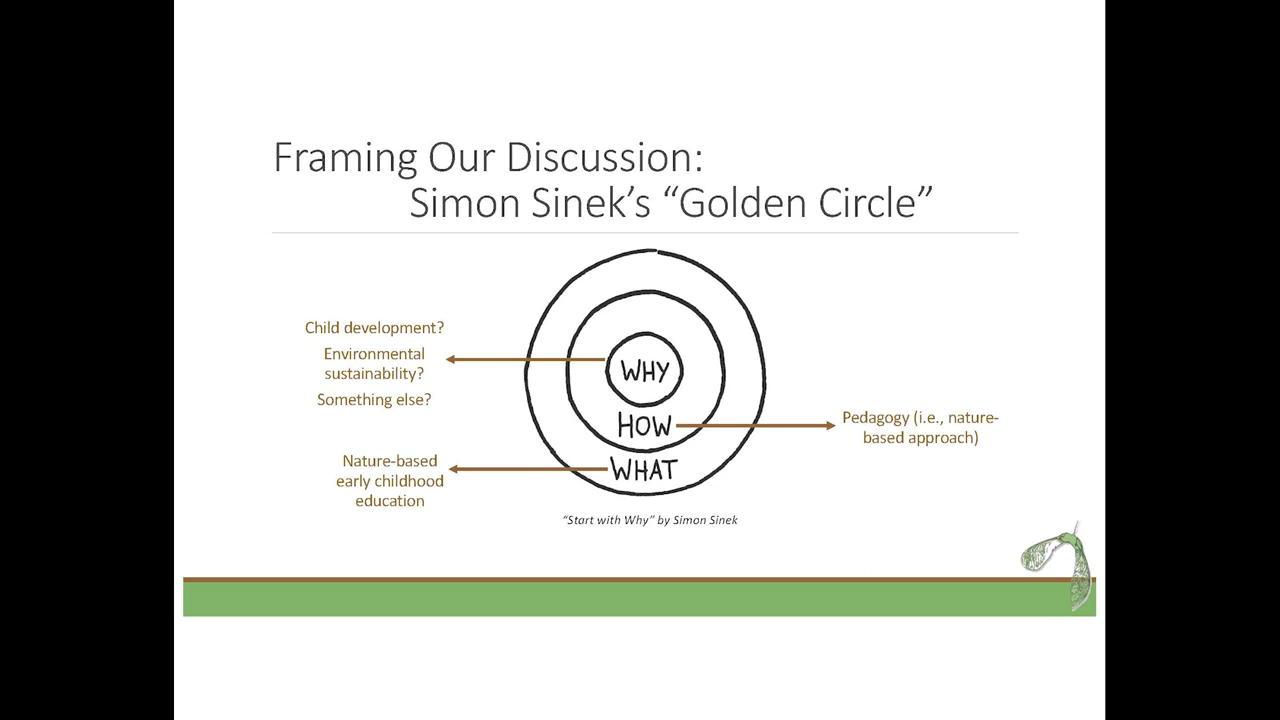 Framing Our Discussion:
Simon Sinek's “Golden Circle”
Child development?
Environmental
sustainability?
Something else?
WHY
HOW
Pedagogy (i.e., nature-
based approach)
WHAT
Nature-based
early childhood
education
“Start with Why” by Simon Sinek